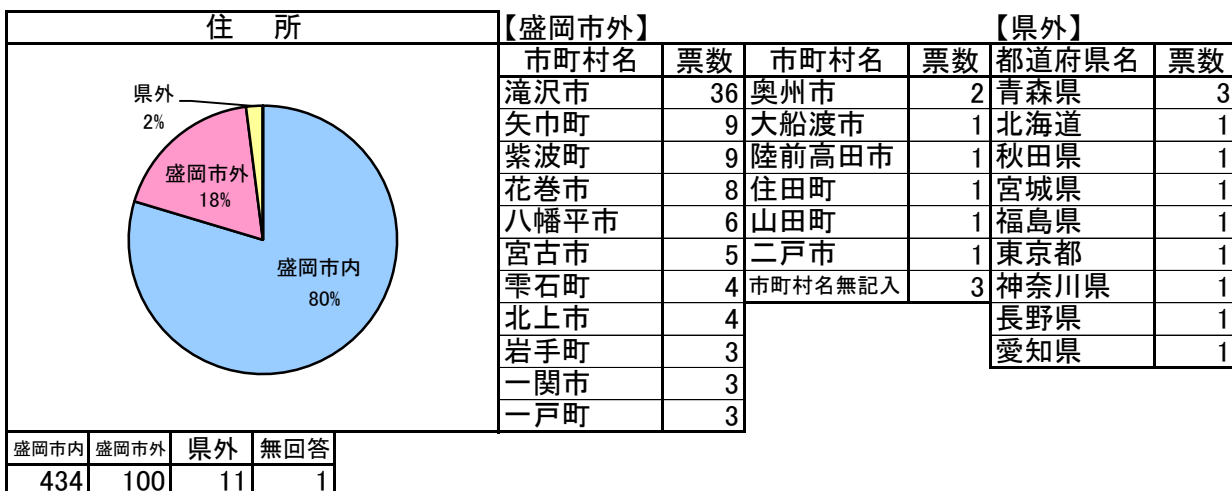 住 所 【盛岡市外】 【県外】
市町村名 票数 市町村名 票数 都道府県名 票数
県外
2%
盛岡市外
18%
盛岡市内
80%
滝沢市 36 奥州市 2 青森県 3
矢巾町 9 大船渡市 1 北海道 1
紫波町 9 陸前高田市 1 秋田県 1
花巻市 8 住田町 1 宮城県 1
八幡平市 6 山田町 1 福島県 1
宮古市 5 二戸市 1 東京都 1
雫石町 4 市町村名無記入 3 神奈川県 1
北上市 4 長野県 1
岩手町 3 愛知県 1
一関市 3
一戸町 3
盛岡市内 盛岡市外 県外 無回答
434 100 11 1